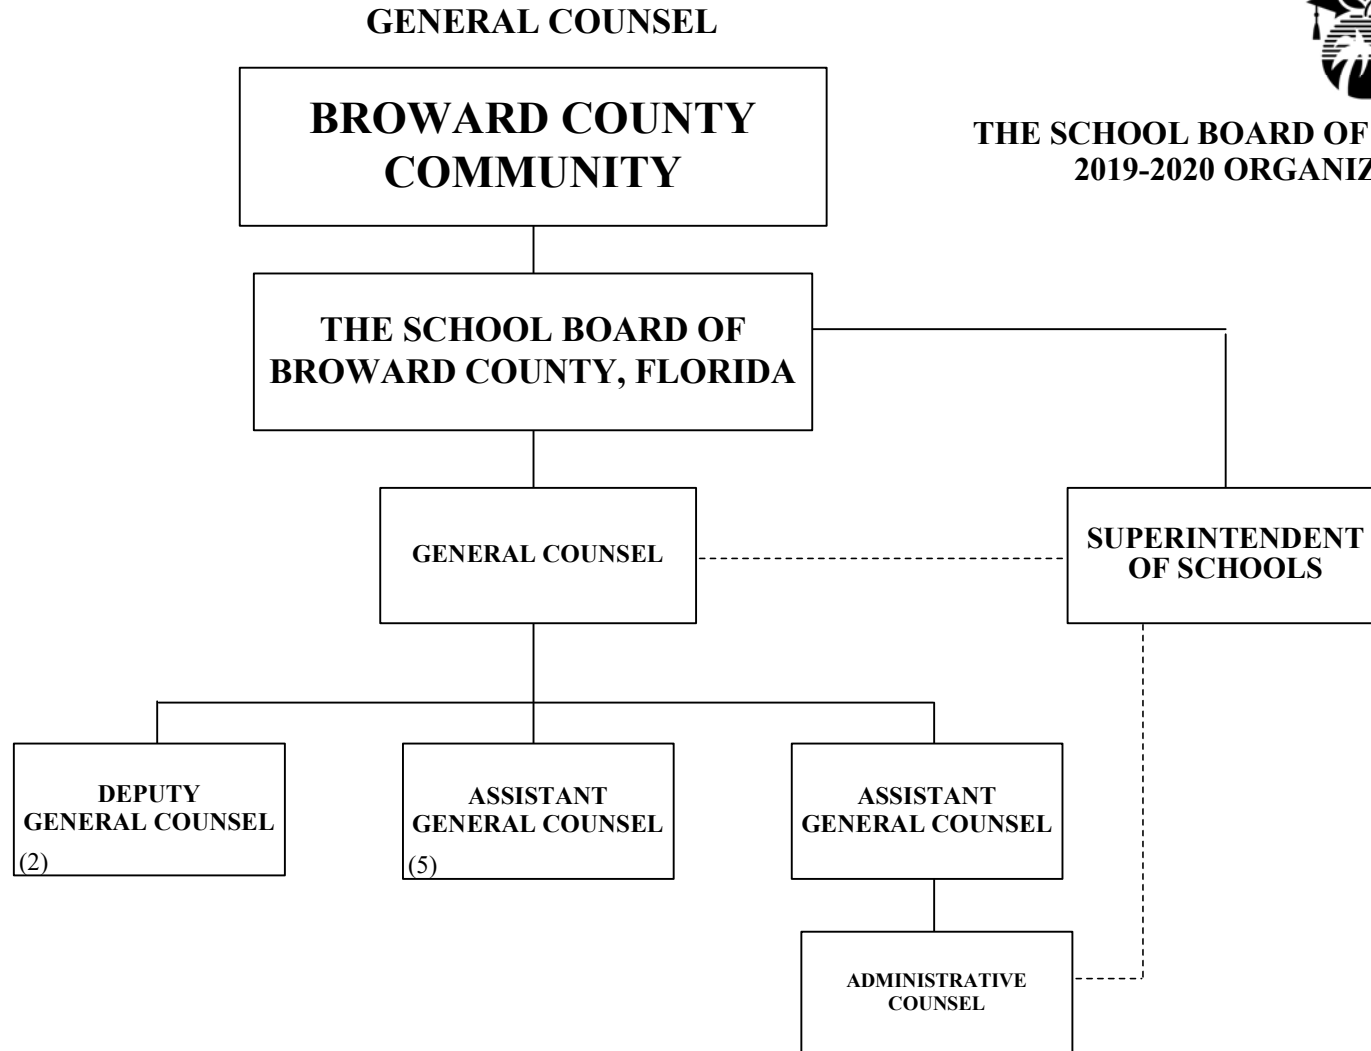 GENERAL COUNSEL
BROWARD COUNTY
COMMUNITY
THE SCHOOL BOARD OF
2019-2020
THE SCHOOL BOARD OF
BROWARD COUNTY, FLORIDA
GENERAL COUNSEL
SUPERINTENDENT
OF SCHOOLS
DEPUTY
GENERAL COUNSEL
(2)
ASSISTANT
GENERAL COUNSEL
(5)
ASSISTANT
GENERAL COUNSEL
ADMINISTRATIVE
COUNSEL